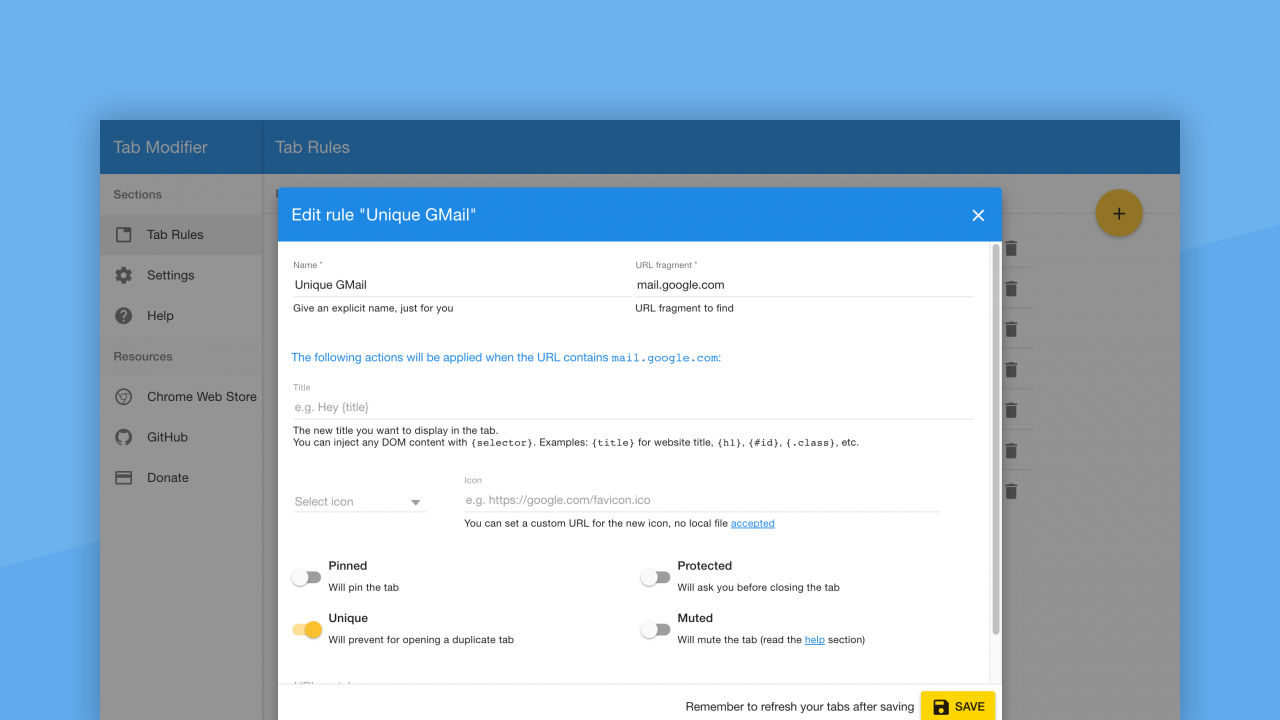 Tab Modifier
Tab Rules
Sections
Tab Rules
Settings
Help
Resources
Chrome Web Store
GitHub
Donate
Edit rule "Unique GMail"
Name *
URL fragment *
Unique GMail
mail.google.com
Give an explicit name, just for you
URL fragment to find
The following actions will be applied when the URL contains mail.google.com:
Title
e.g. Hey {title}
The new title you want to display in the tab.
You can inject any DOM content with {selector}. Examples: {title} for website title, {h1}, {#id}, {.class}, etc.
Select icon
Icon
e.g. https://google.com/favicon.ico
You can set a custom URL for the new icon, no local file accepted
Pinned
Will pin the tab
Protected
Will ask you before closing the tab
Unique
Will prevent for opening a duplicate tab
Muted
Will mute the tab (read the help section)
Remember to refresh your tabs after saving
SAVE